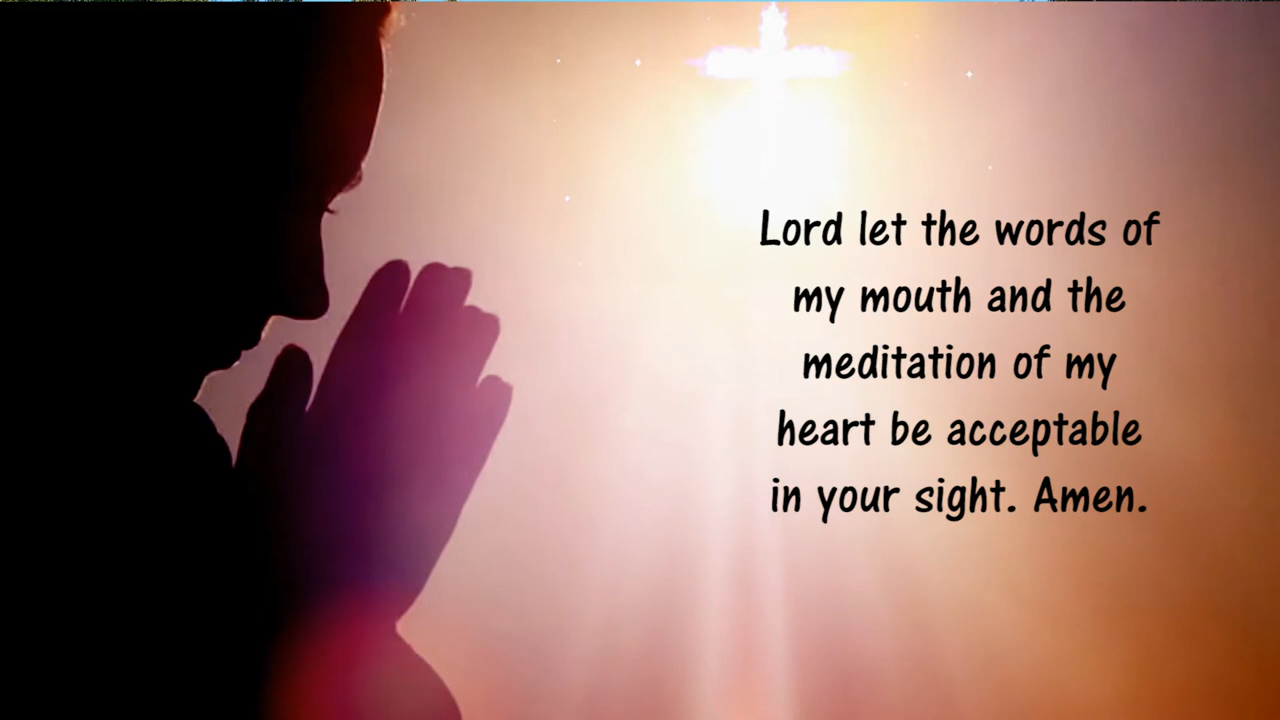 Lord let the words of
my mouth and the
meditation of my
heart be acceptable
in your sight. Amen.